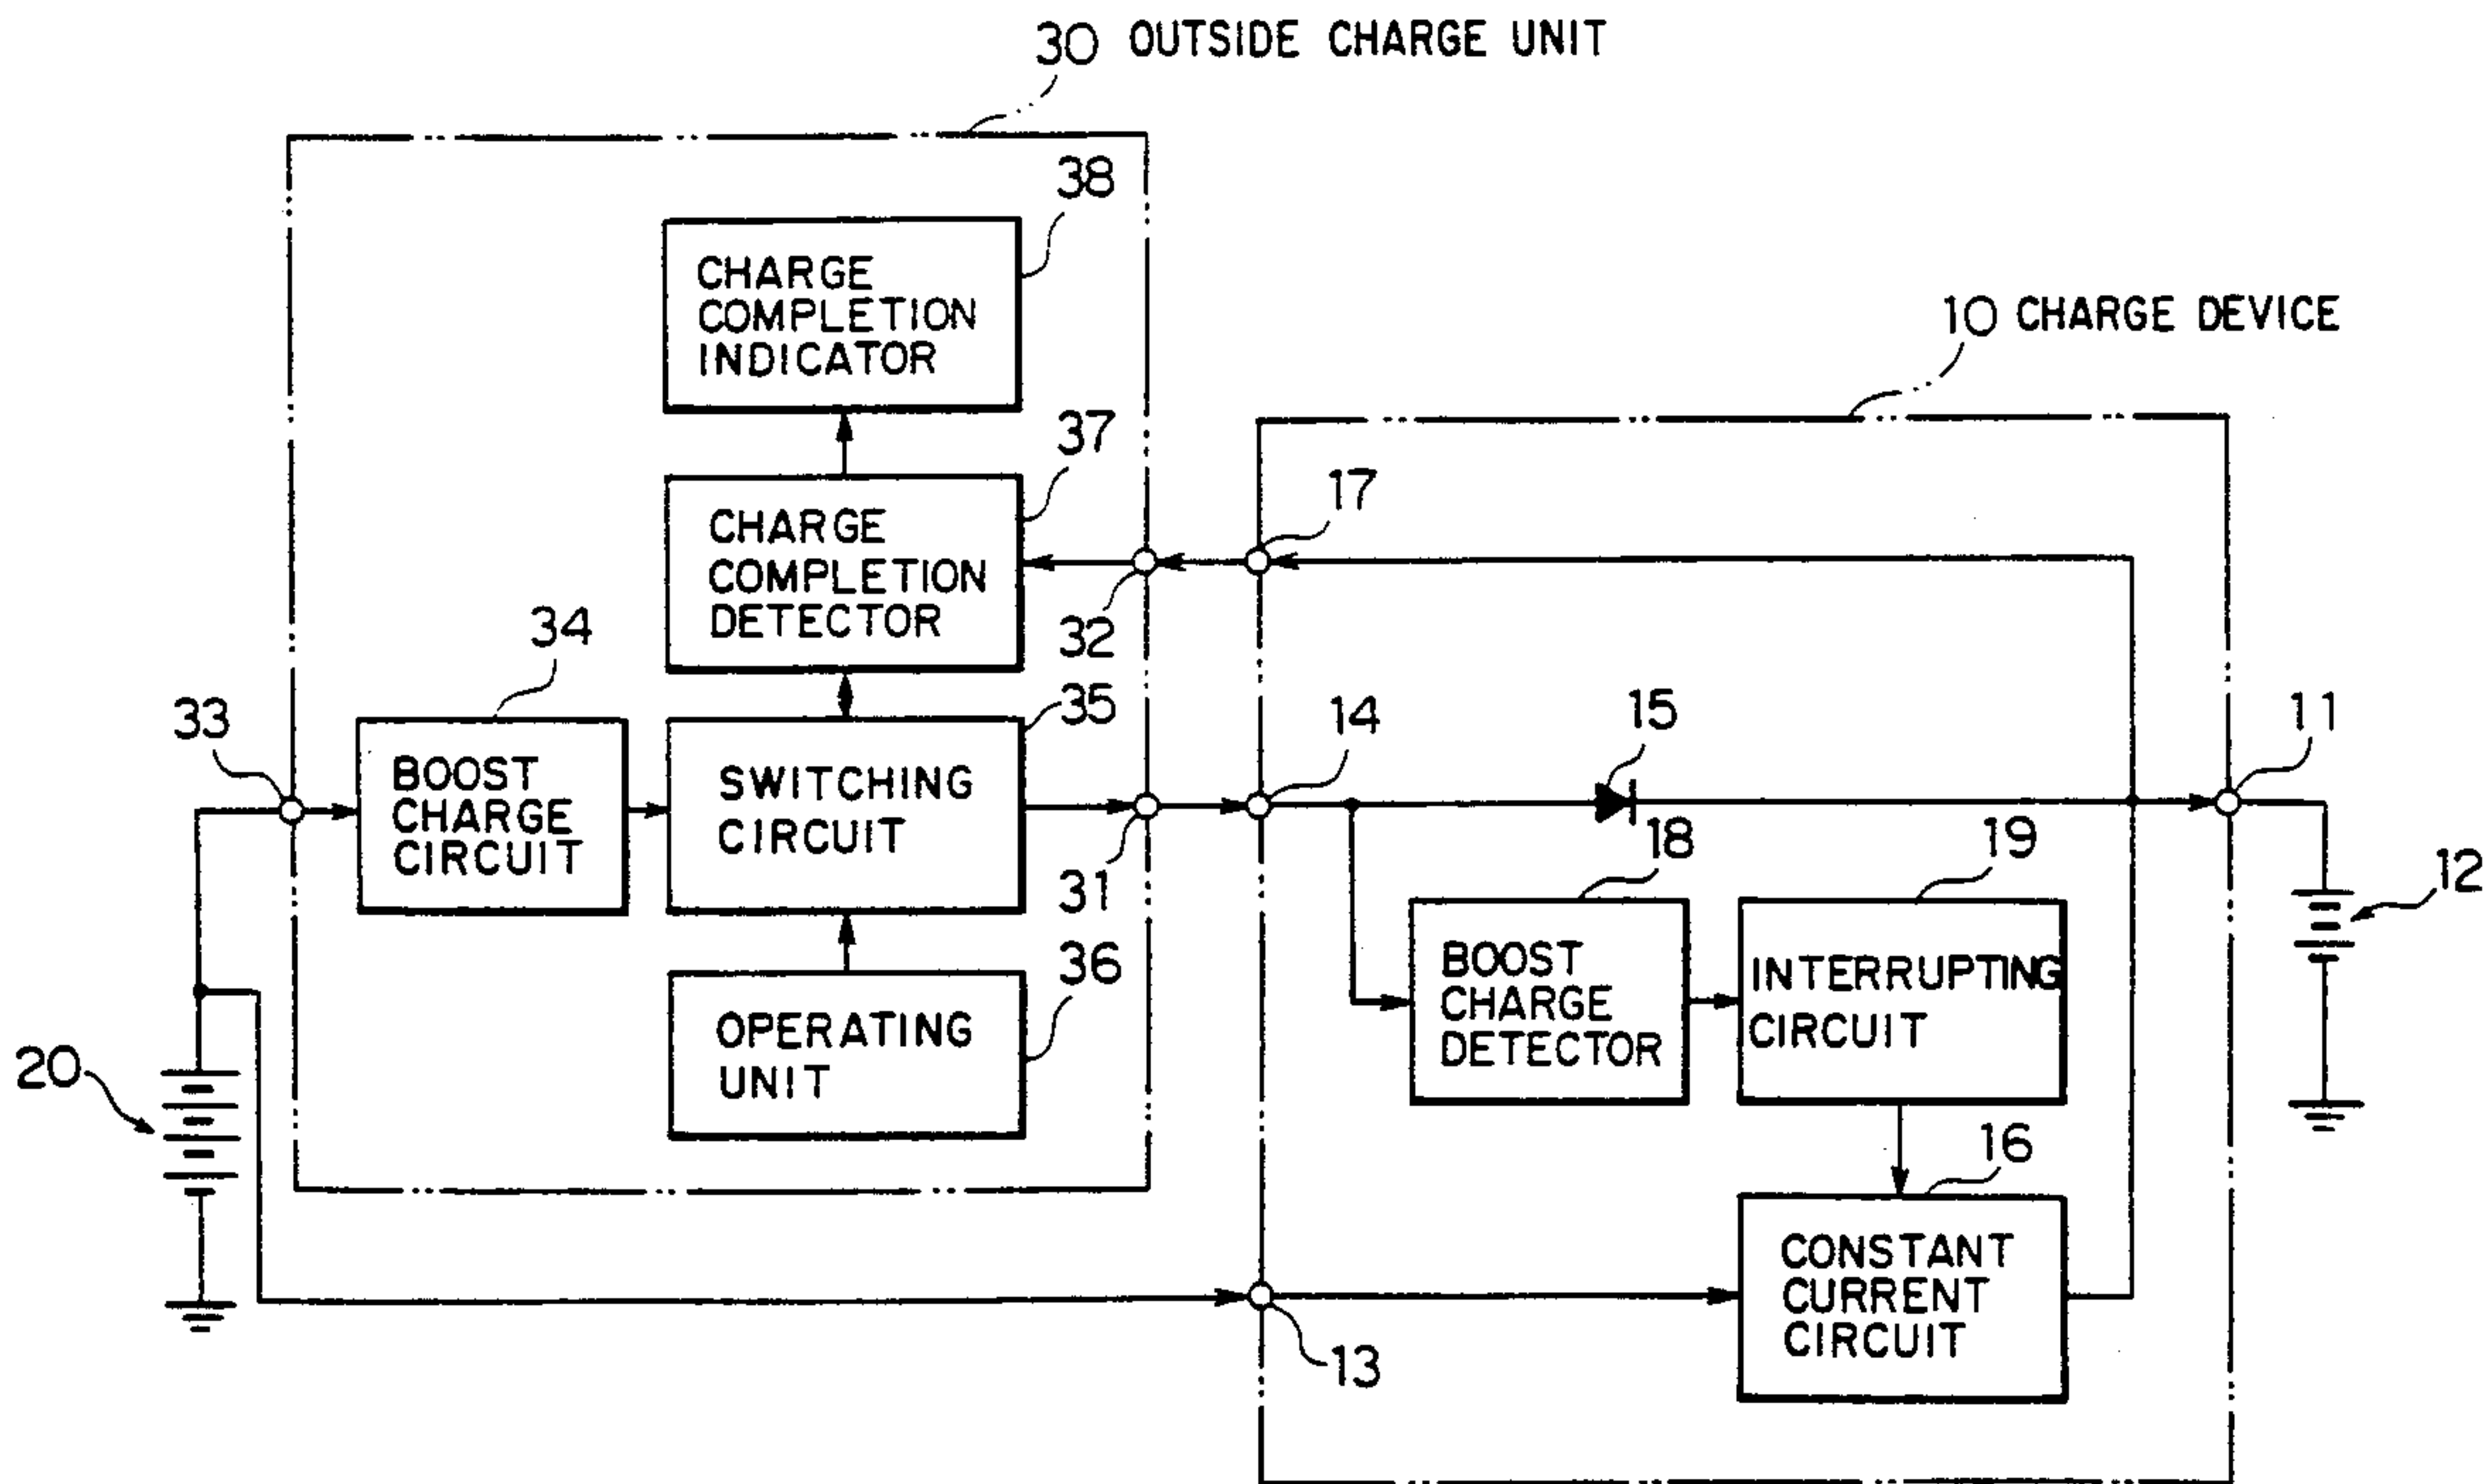 30 OUTSIDE CHARGE UNIT
38
CHARGE
COMPLETION
INDICATOR
10 CHARGE DEVICE
37
17
CHARGE
COMPLETION
DETECTOR
32
34
33
35
14
15
11
BOOST
CHARGE
CIRCUIT
SWITCHING
CIRCUIT
31
18
19
12
36
BOOST
CHARGE
DETECTOR
INTERRUPTING
CIRCUIT
20
OPERATING
UNIT
16
13
CONSTANT
CURRENT
CIRCUIT